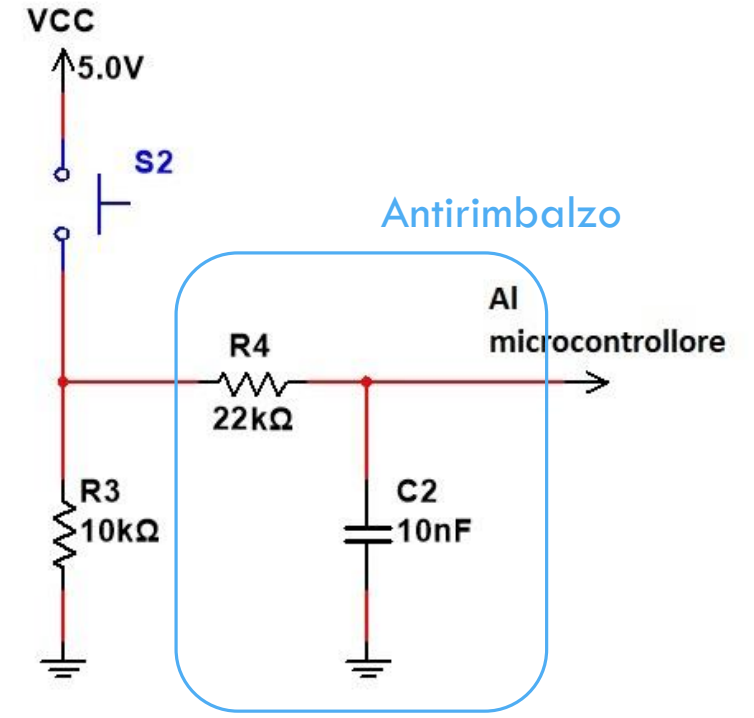 VCC
5.0V
S2
Antirimbalzo
Al
microcontrollore
R4
22kΩ
R3
10kΩ
C2
10nF